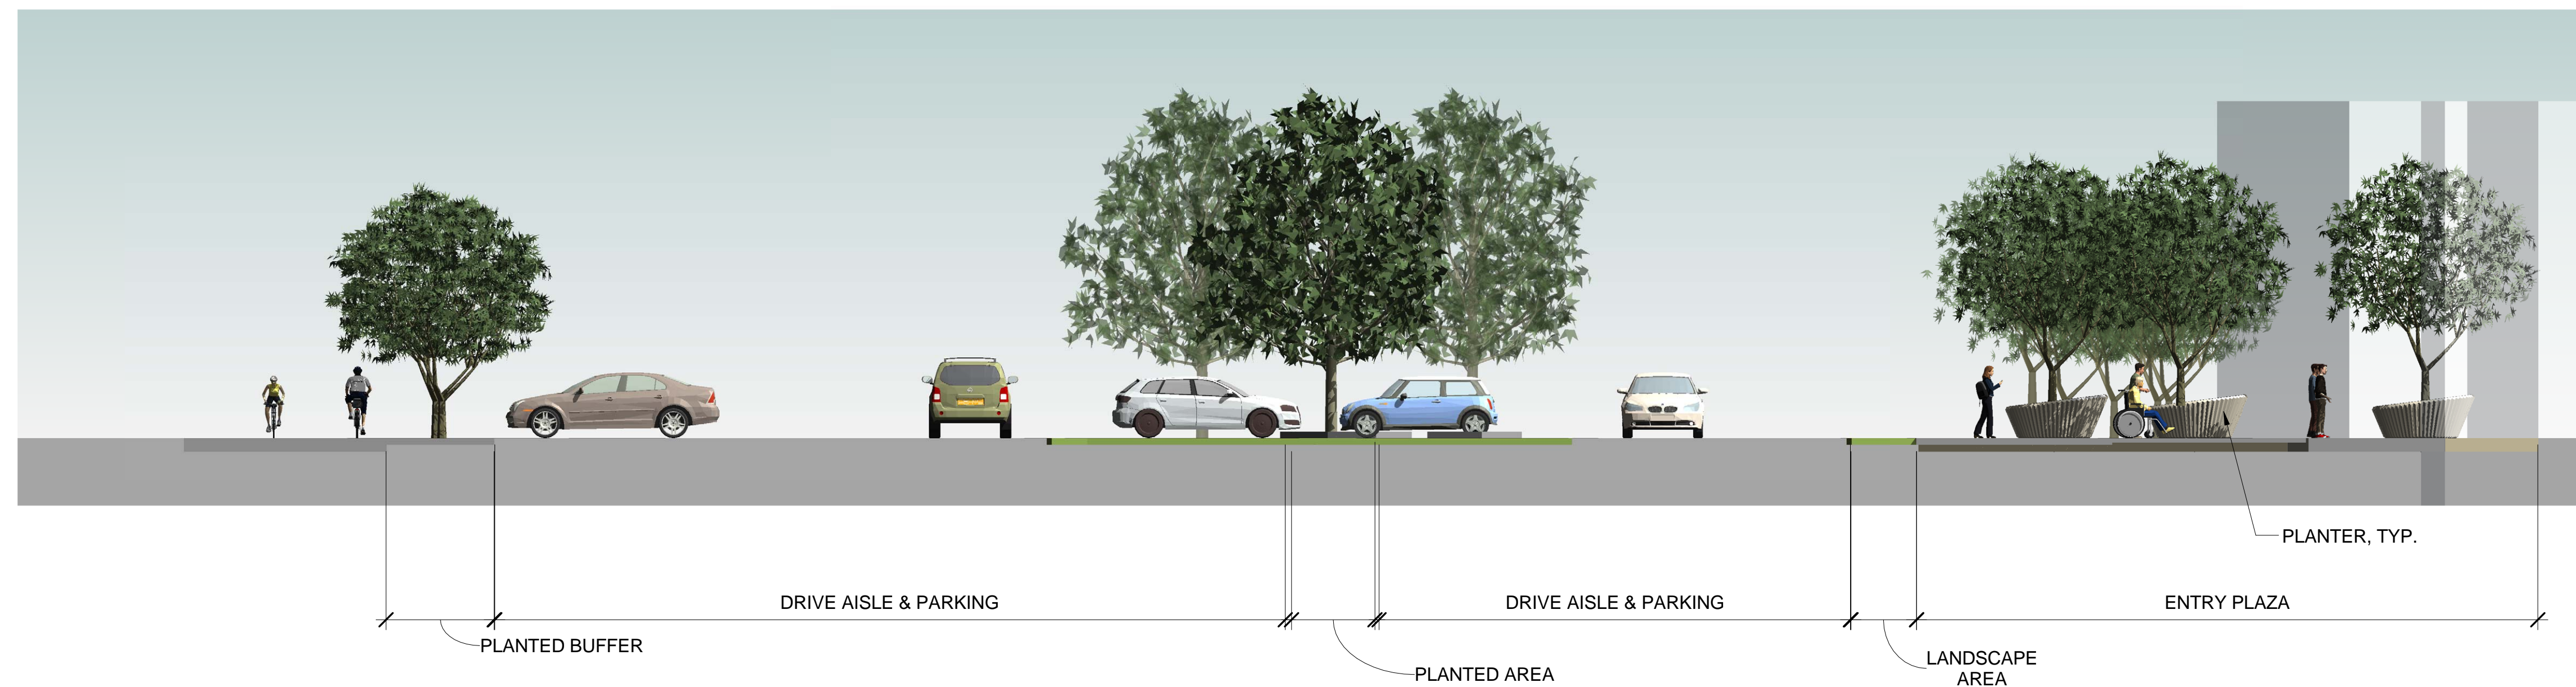 PLANTER, TYP.
DRIVE AISLE & PARKING
DRIVE AISLE & PARKING
ENTRY PLAZA
PLANTED BUFFER
LANDSCAPE
AREA
PLANTED AREA